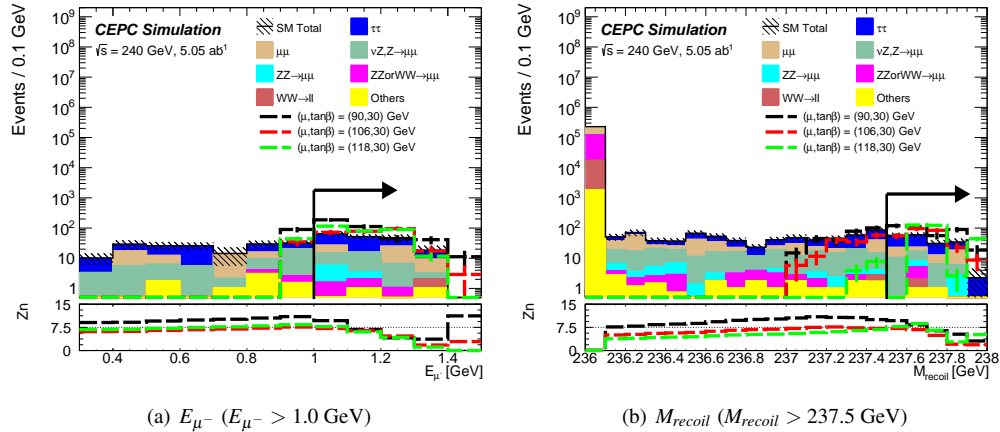 Events / 0.1 GeV
10⁹
10⁸
10⁷
10⁶
10⁵
10⁴
10³
10²
10
1
CEPC Simulation
√s = 240 GeV, 5.05 ab¹
SM Total ττ
μμ νZ,Z→μμ
ZZ→μμ ZZorWW→μμ
WW→ll Others
(μ,tanβ) = (90,30) GeV
(μ,tanβ) = (106,30) GeV
(μ,tanβ) = (118,30) GeV
Zn
15
7.5
0
0.4 0.6 0.8 1 1.2 1.4
E_μ⁻ [GeV]
(a) E_μ⁻ (E_μ⁻ > 1.0 GeV)
Events / 0.1 GeV
10⁹
10⁸
10⁷
10⁶
10⁵
10⁴
10³
10²
10
1
CEPC Simulation
√s = 240 GeV, 5.05 ab¹
SM Total ττ
μμ νZ,Z→μμ
ZZ→μμ ZZorWW→μμ
WW→ll Others
(μ,tanβ) = (90,30) GeV
(μ,tanβ) = (106,30) GeV
(μ,tanβ) = (118,30) GeV
Zn
15
7.5
0
236 236.2 236.4 236.6 236.8 237 237.2 237.4 237.6 237.8 238
M_recoil [GeV]
(b) M_recoil (M_recoil > 237.5 GeV)